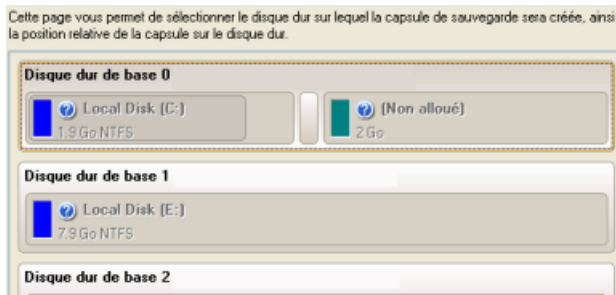 Cette page vous permet de sélectionner le disque dur sur lequel la capsule de sauvegarde sera créée, ainsi
la position relative de la capsule sur le disque dur.
Disque dur de base 0
Local Disk (C:)
1.9 Go NTFS
(Non alloué)
2 Go
Disque dur de base 1
Local Disk (E:)
7.9 Go NTFS
Disque dur de base 2